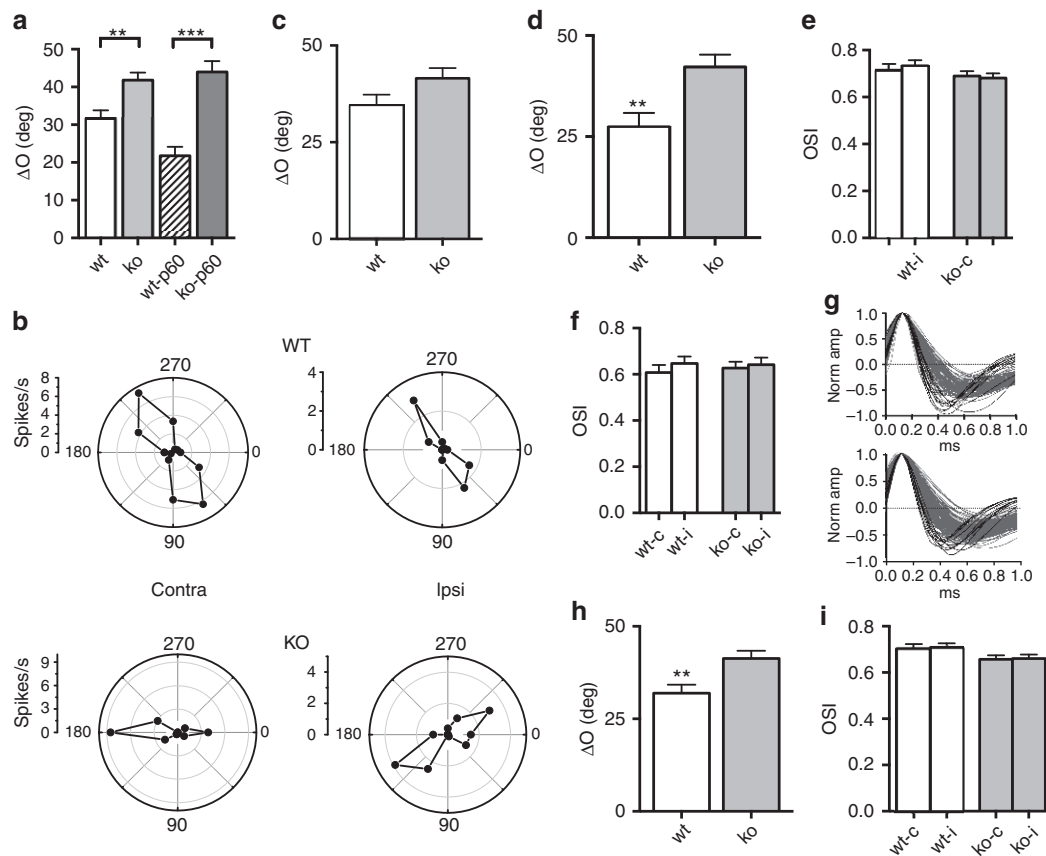 a
** ***
50
40
30
20
10
0
ΔO (deg)
wt ko wt-p60 ko-p60
c
50
25
0
ΔO (deg)
wt ko
d
50
25
0
ΔO (deg)
**
wt ko
e
0.8
0.6
0.4
0.2
0.0
OSI
wt-i ko-c
b
WT
Spikes/s
8
6
4
2
0
270
180 0
90
4
2
0
270
180 0
90
Contra Ipsi
KO
Spikes/s
9
6
3
0
270
180 0
90
5
4
3
2
1
0
270
180 0
90
f
0.8
0.6
0.4
0.2
0.0
OSI
wt-c wt-i ko-c ko-i
g
Norm amp
1.0
0.5
0.0
−0.5
−1.0
0.0 0.2 0.4 0.6 0.8 1.0
ms
Norm amp
1.0
0.5
0.0
−0.5
−1.0
0.0 0.2 0.4 0.6 0.8 1.0
ms
h
50
25
0
ΔO (deg)
**
wt ko
i
0.8
0.6
0.4
0.2
0.0
OSI
wt-c wt-i ko-c ko-i